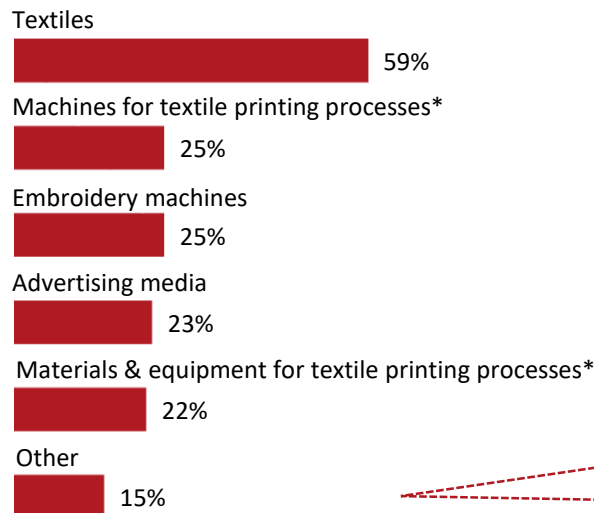 Textiles
59%
Machines for textile printing processes*
25%
Embroidery machines
25%
Advertising media
23%
Materials & equipment for textile printing processes*
22%
Other
15%